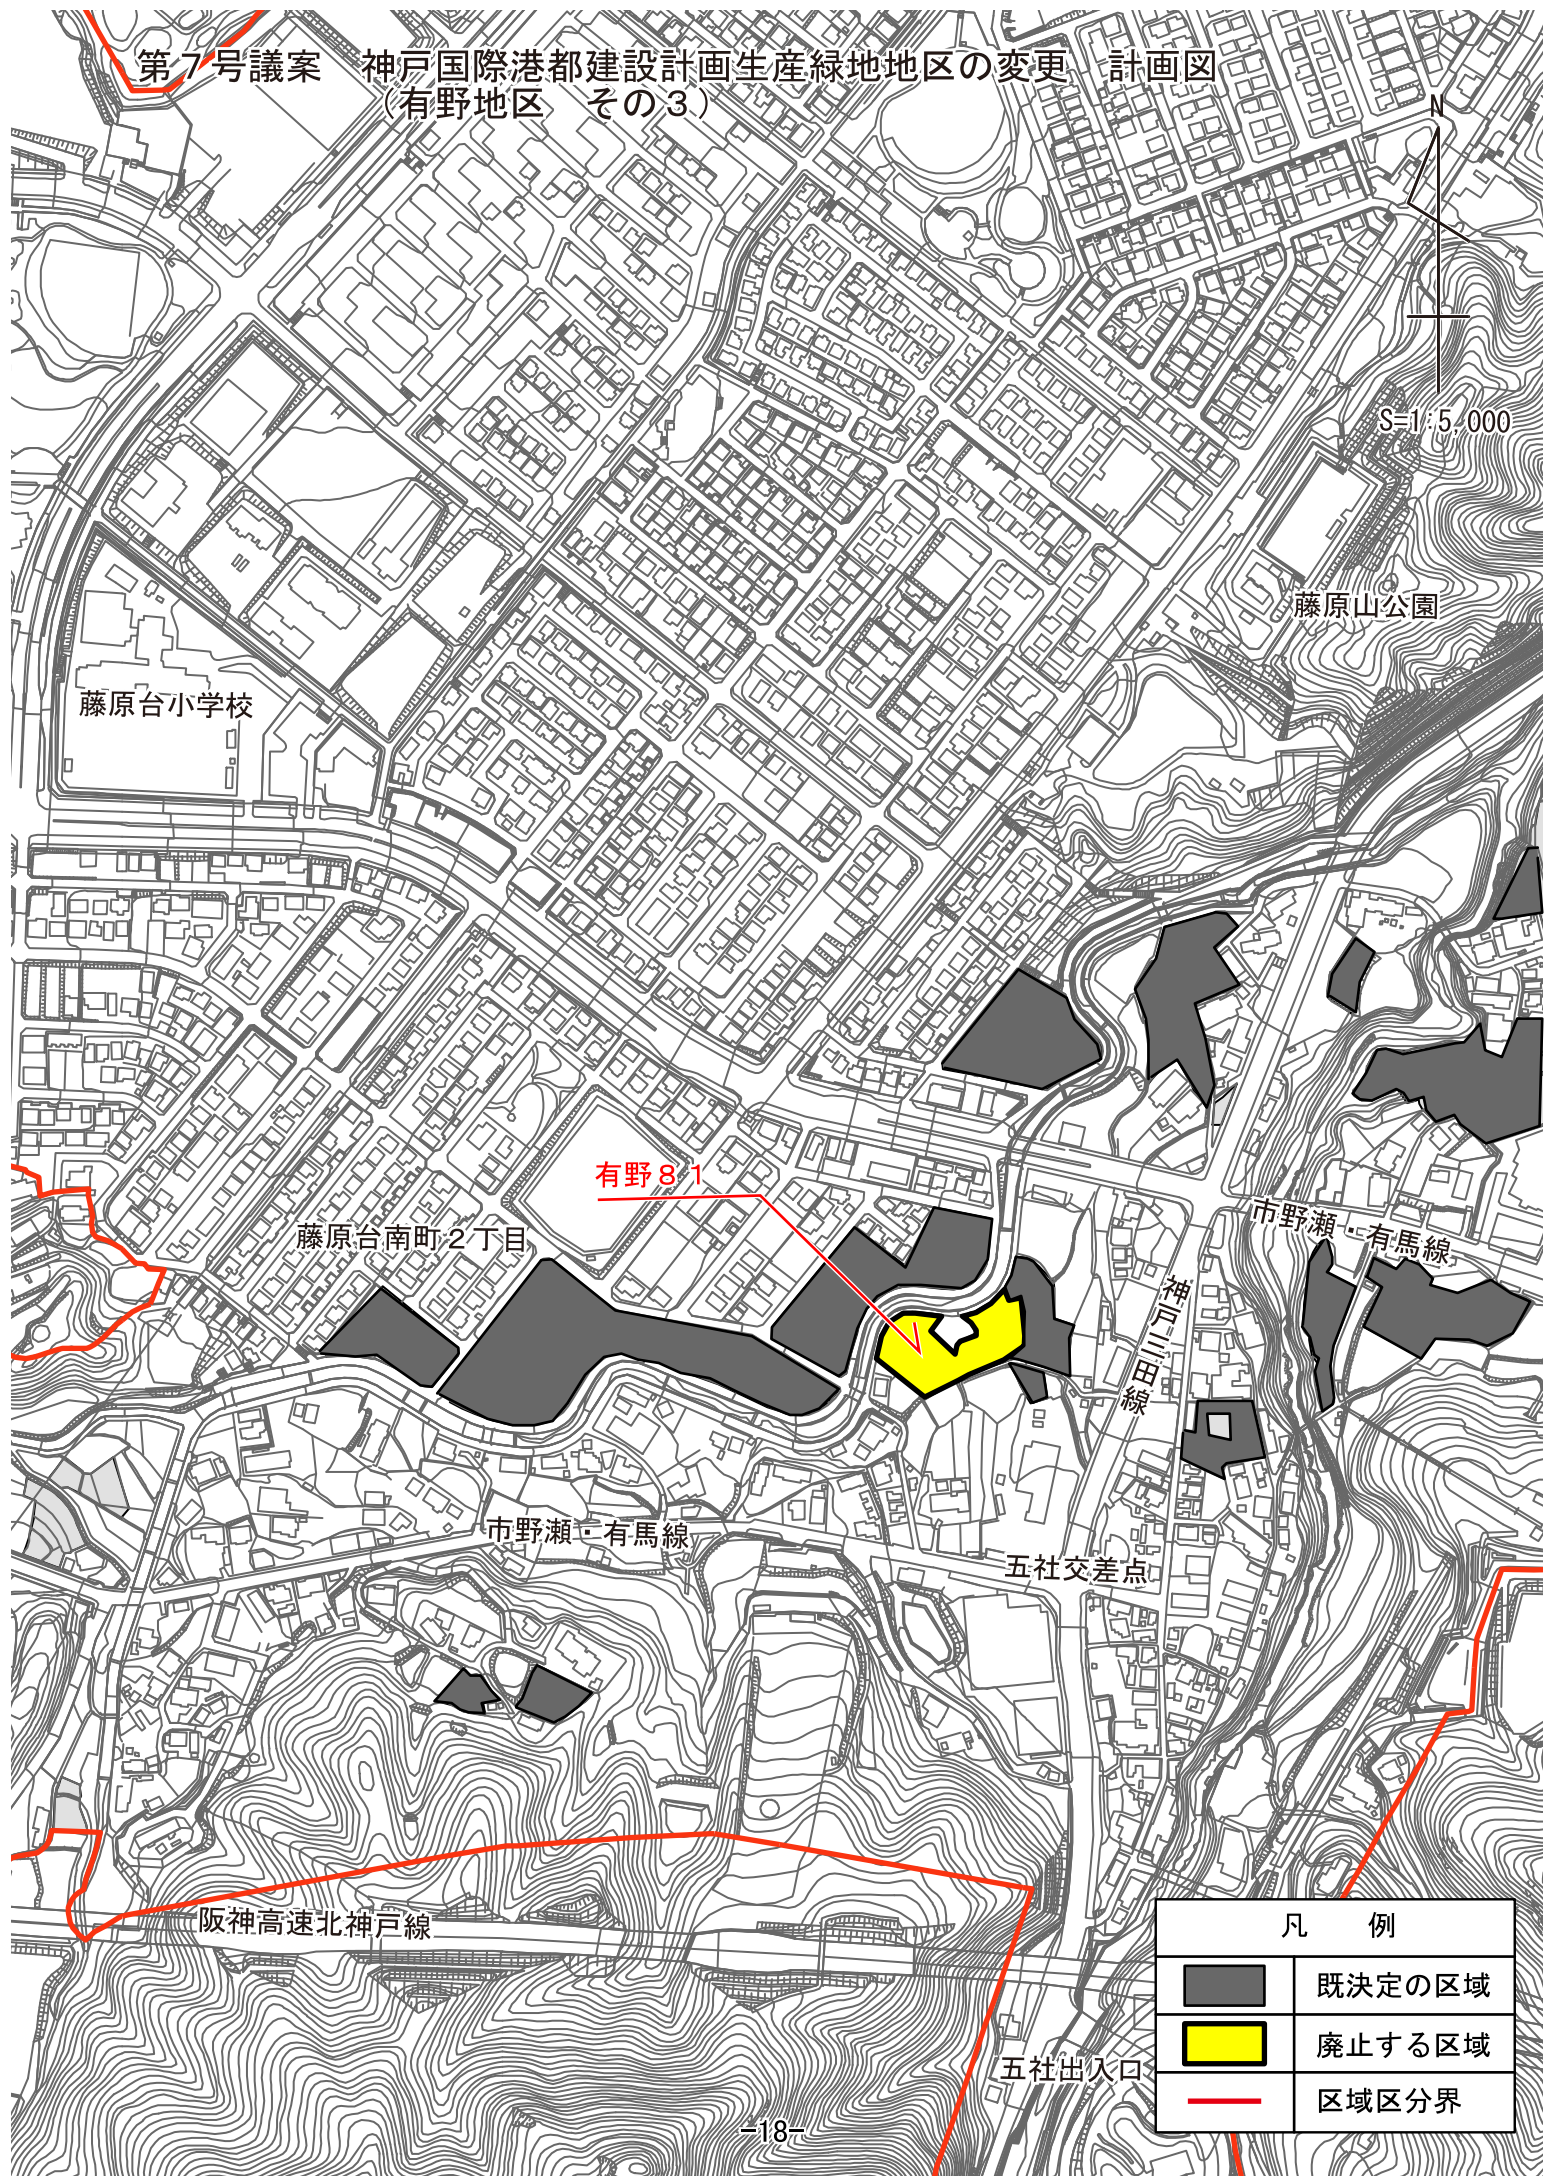 第７号議案　神戸国際港都建設計画生産緑地地区の変更　計画図
（有野地区　その３）
N
S=1:5,000
藤原山公園
藤原台小学校
有野８１
藤原台南町２丁目
市野瀬・有馬線
神戸三田線
市野瀬・有馬線
五社交差点
阪神高速北神戸線
五社出入口
凡　例
既決定の区域
廃止する区域
区域区分界
-18-